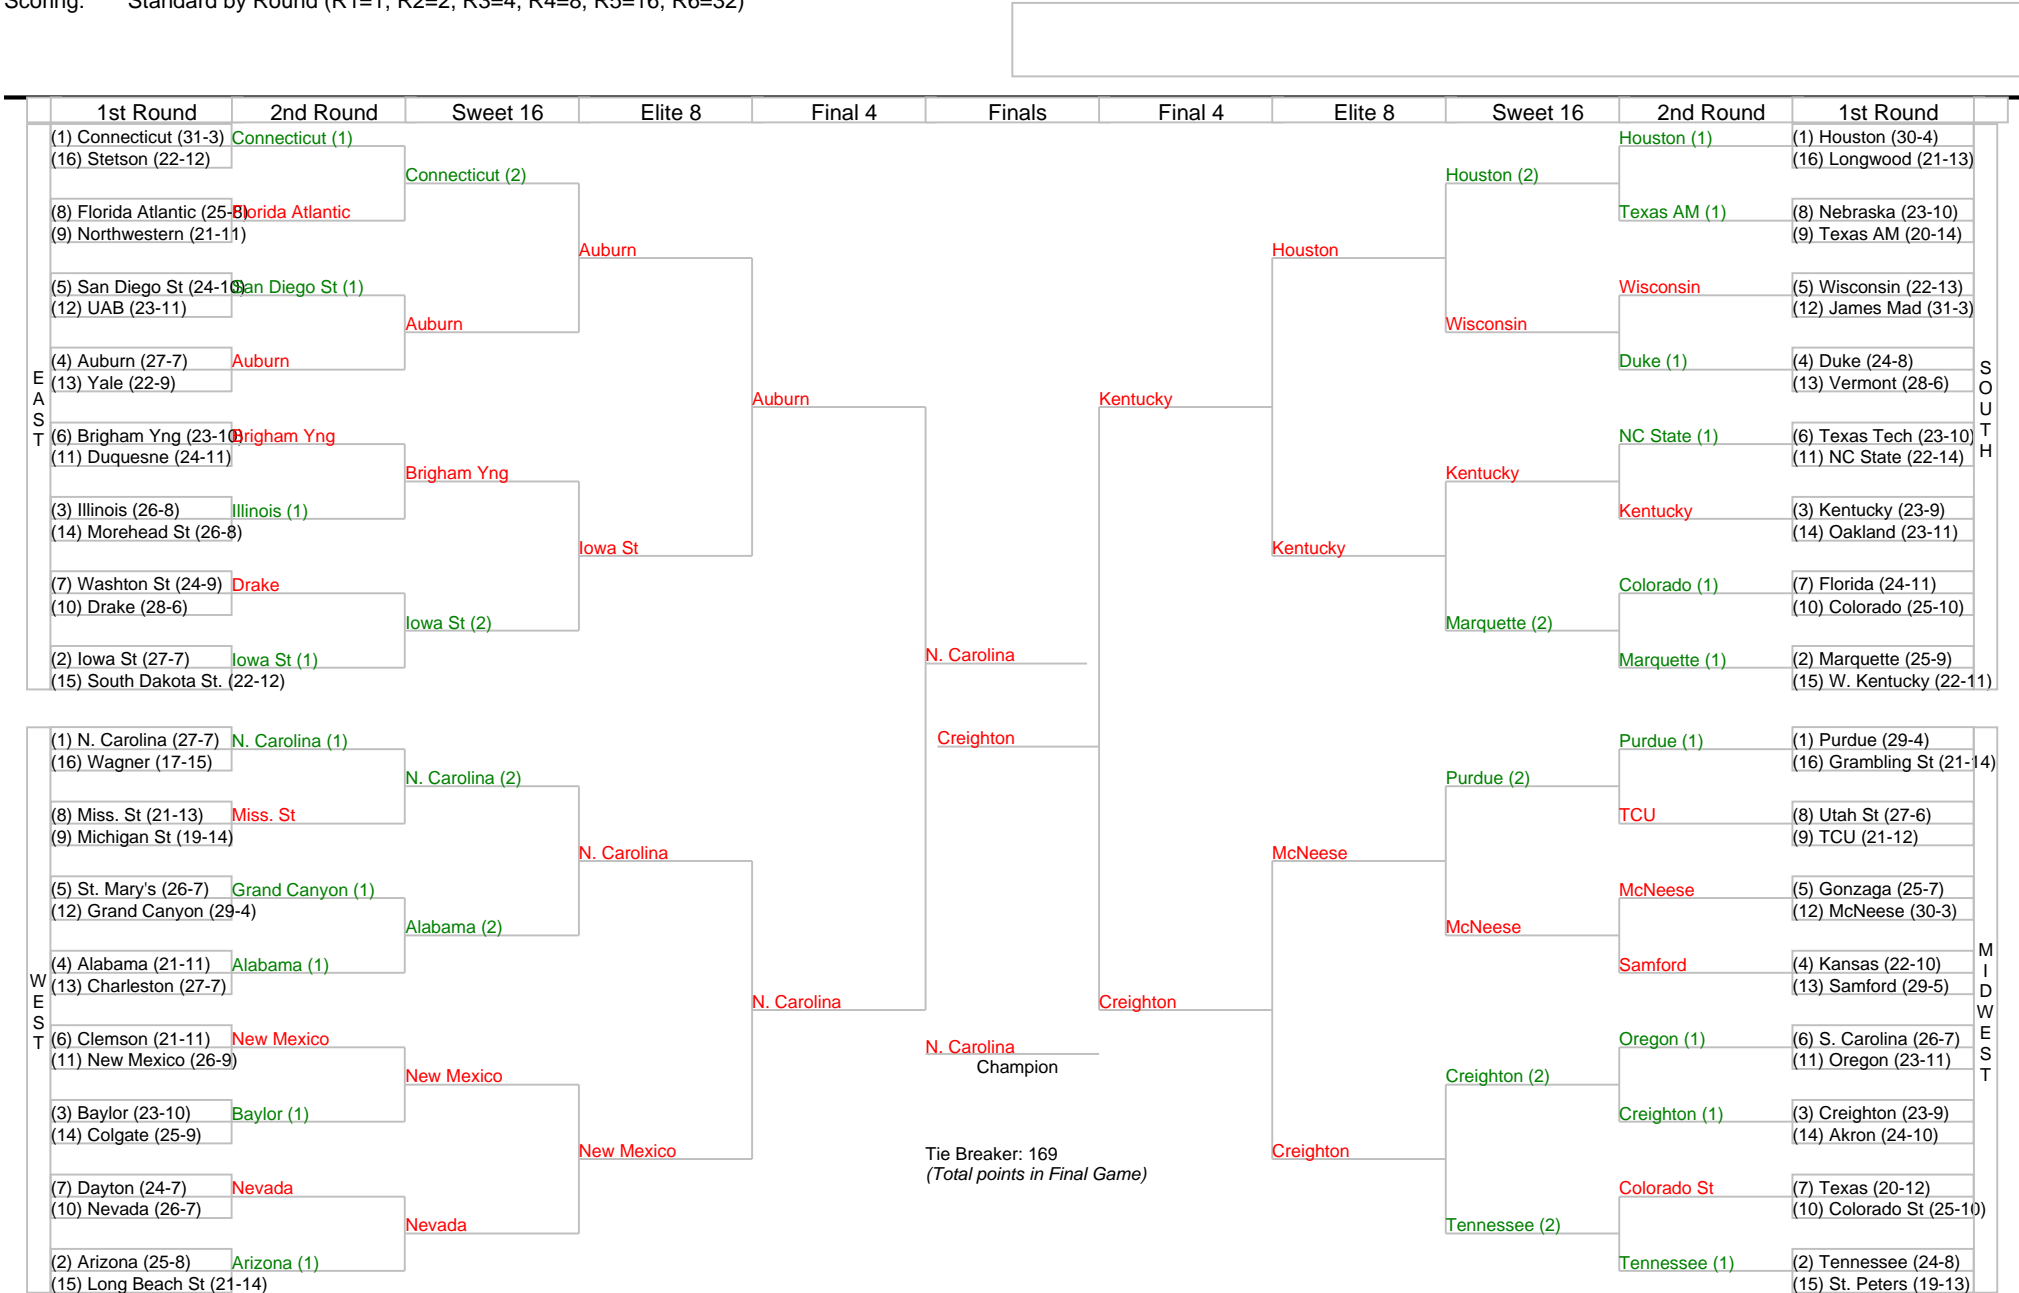 Scoring: Standard by Round (R1=1, R2=2, R3=4, R4=8, R5=16, R6=32)
1st Round 2nd Round Sweet 16 Elite 8 Final 4 Finals Final 4 Elite 8 Sweet 16 2nd Round 1st Round
EAST
(1) Connecticut (31-3)
(16) Stetson (22-12)
(8) Florida Atlantic (25-8)
(9) Northwestern (21-11)
(5) San Diego St (24-10)
(12) UAB (23-11)
(4) Auburn (27-7)
(13) Yale (22-9)
(6) Brigham Yng (23-10)
(11) Duquesne (24-11)
(3) Illinois (26-8)
(14) Morehead St (26-8)
(7) Washton St (24-9)
(10) Drake (28-6)
(2) Iowa St (27-7)
(15) South Dakota St. (22-12)
Connecticut (1)
Florida Atlantic
San Diego St (1)
Auburn
Brigham Yng
Illinois (1)
Drake
Iowa St (1)
Connecticut (2)
Auburn
Brigham Yng
Iowa St (2)
Auburn
Iowa St
Auburn
WEST
(1) N. Carolina (27-7)
(16) Wagner (17-15)
(8) Miss. St (21-13)
(9) Michigan St (19-14)
(5) St. Mary's (26-7)
(12) Grand Canyon (29-4)
(4) Alabama (21-11)
(13) Charleston (27-7)
(6) Clemson (21-11)
(11) New Mexico (26-9)
(3) Baylor (23-10)
(14) Colgate (25-9)
(7) Dayton (24-7)
(10) Nevada (26-7)
(2) Arizona (25-8)
(15) Long Beach St (21-14)
N. Carolina (1)
Miss. St
Grand Canyon (1)
Alabama (1)
New Mexico
Baylor (1)
Nevada
Arizona (1)
N. Carolina (2)
Alabama (2)
New Mexico
Nevada
N. Carolina
New Mexico
N. Carolina
N. Carolina
Creighton
N. Carolina
Champion
Tie Breaker: 169
(Total points in Final Game)
Kentucky
Houston
Kentucky
Houston (2)
Wisconsin
Kentucky
Marquette (2)
Houston (1)
Texas AM (1)
Wisconsin
Duke (1)
NC State (1)
Kentucky
Colorado (1)
Marquette (1)
(1) Houston (30-4)
(16) Longwood (21-13)
(8) Nebraska (23-10)
(9) Texas AM (20-14)
(5) Wisconsin (22-13)
(12) James Mad (31-3)
(4) Duke (24-8)
(13) Vermont (28-6)
(6) Texas Tech (23-10)
(11) NC State (22-14)
(3) Kentucky (23-9)
(14) Oakland (23-11)
(7) Florida (24-11)
(10) Colorado (25-10)
(2) Marquette (25-9)
(15) W. Kentucky (22-11)
SOUTH
Creighton
McNeese
Creighton
Purdue (2)
McNeese
Creighton (2)
Tennessee (2)
Purdue (1)
TCU
McNeese
Samford
Oregon (1)
Creighton (1)
Colorado St
Tennessee (1)
(1) Purdue (29-4)
(16) Grambling St (21-14)
(8) Utah St (27-6)
(9) TCU (21-12)
(5) Gonzaga (25-7)
(12) McNeese (30-3)
(4) Kansas (22-10)
(13) Samford (29-5)
(6) S. Carolina (26-7)
(11) Oregon (23-11)
(3) Creighton (23-9)
(14) Akron (24-10)
(7) Texas (20-12)
(10) Colorado St (25-10)
(2) Tennessee (24-8)
(15) St. Peters (19-13)
MIDWEST